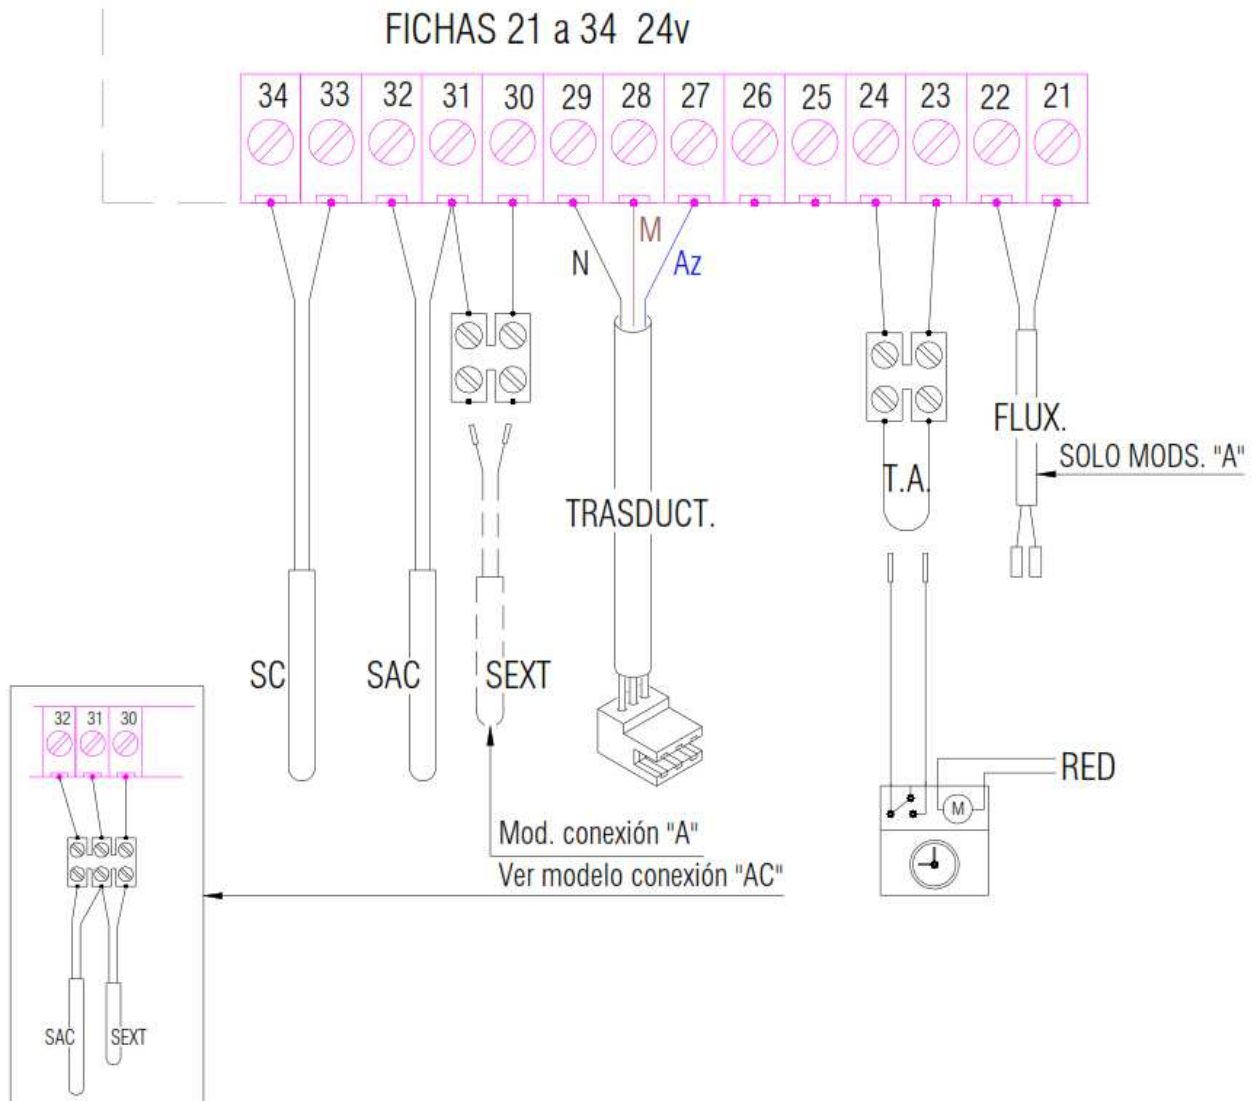 FICHAS 21 a 34 24v
34 33 32 31 30 29 28 27 26 25 24 23 22 21
N M Az
FLUX.
SOLO MODS. "A"
T.A.
TRASDUCT.
SC SAC SEXT
32 31 30
RED
M
Mod. conexión "A"
Ver modelo conexión "AC"
SAC SEXT